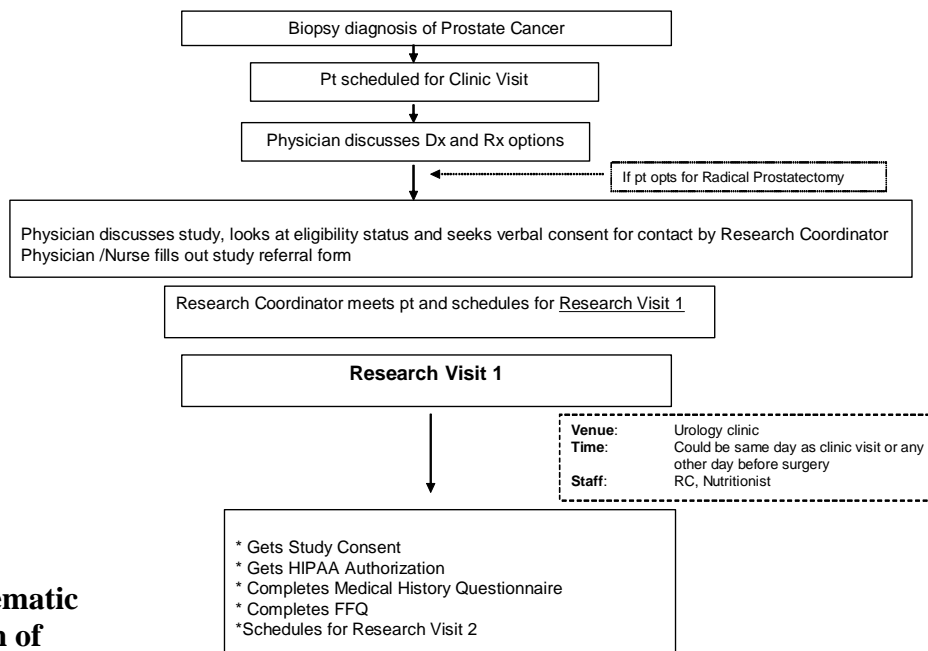 Biopsy diagnosis of Prostate Cancer
Pt scheduled for Clinic Visit
Physician discusses Dx and Rx options
If pt opts for Radical Prostatectomy
Physician discusses study, looks at eligibility status and seeks verbal consent for contact by Research Coordinator
Physician /Nurse fills out study referral form
Research Coordinator meets pt and schedules for Research Visit 1
Research Visit 1
Venue: Urology clinic
Time: Could be same day as clinic visit or any
other day before surgery
Staff: RC, Nutritionist
* Gets Study Consent
* Gets HIPAA Authorization
* Completes Medical History Questionnaire
* Completes FFQ
*Schedules for Research Visit 2
ematic
n of